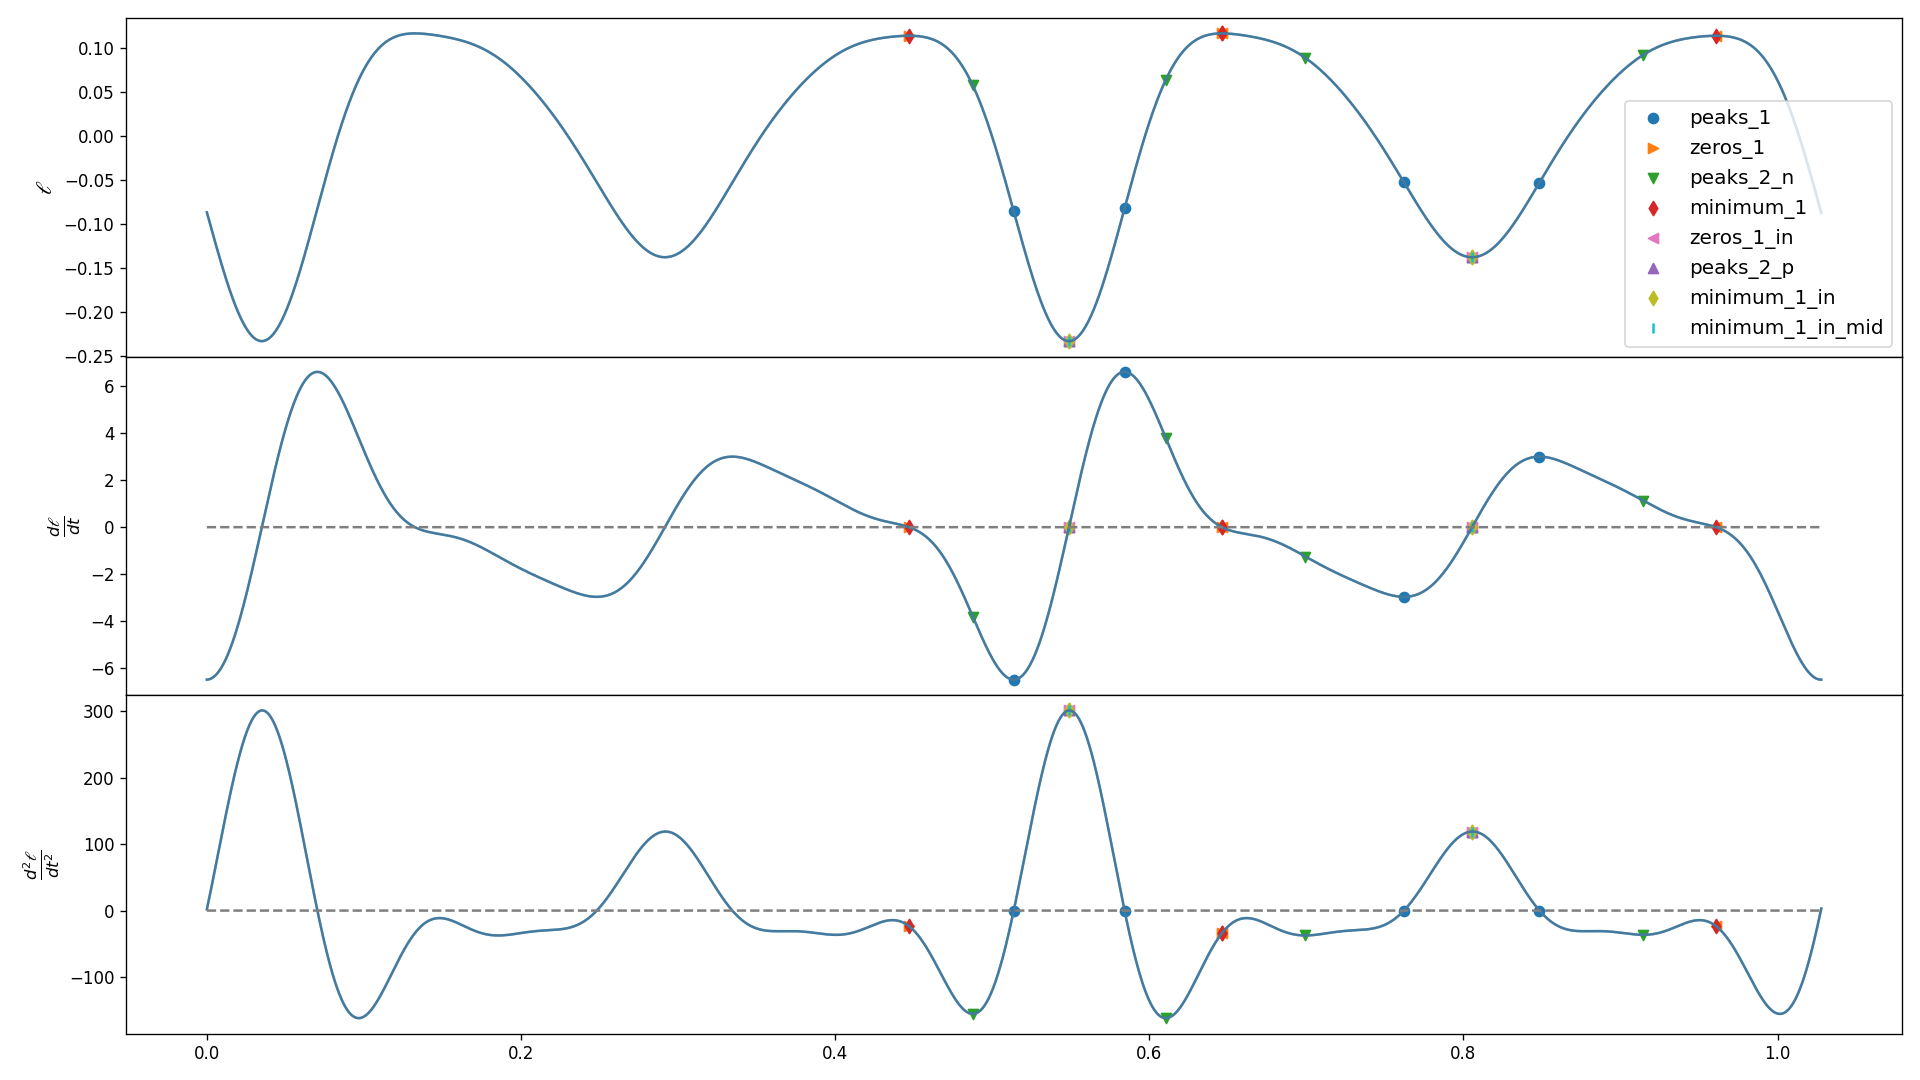 0.10
0.05
0.00
−0.05
−0.10
−0.15
−0.20
−0.25
ℓ
peaks_1
zeros_1
peaks_2_n
minimum_1
zeros_1_in
peaks_2_p
minimum_1_in
minimum_1_in_mid
6
4
2
0
−2
−4
−6
dℓ
dt
300
200
100
0
−100
d²ℓ
dt²
0.0 0.2 0.4 0.6 0.8 1.0